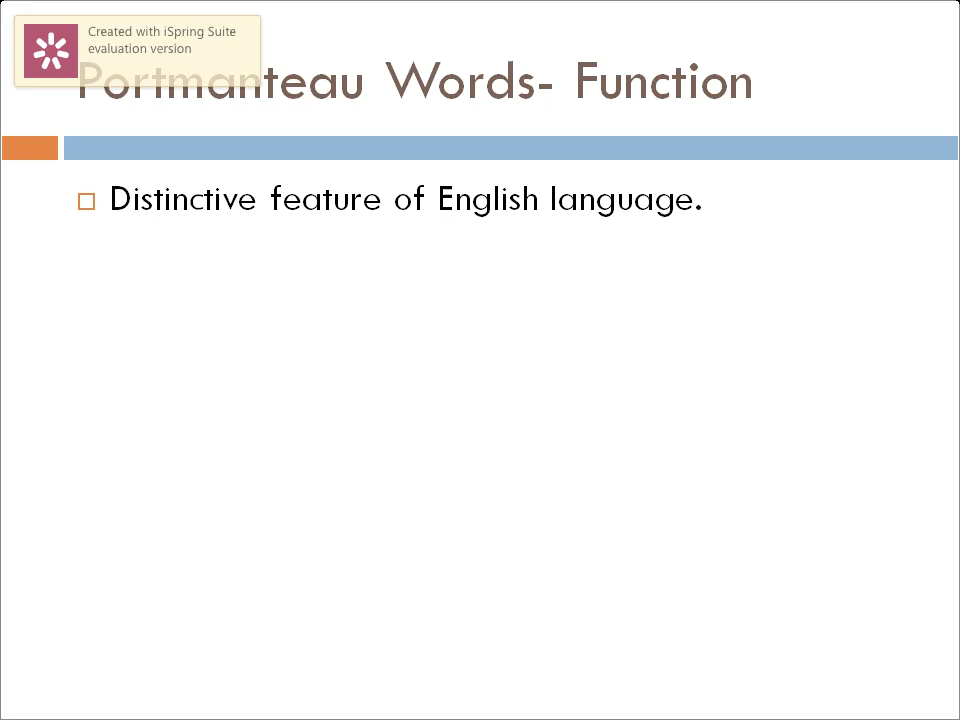 Created with iSpring Suite
evaluation version
Portmanteau Words- Function
Distinctive feature of English language.